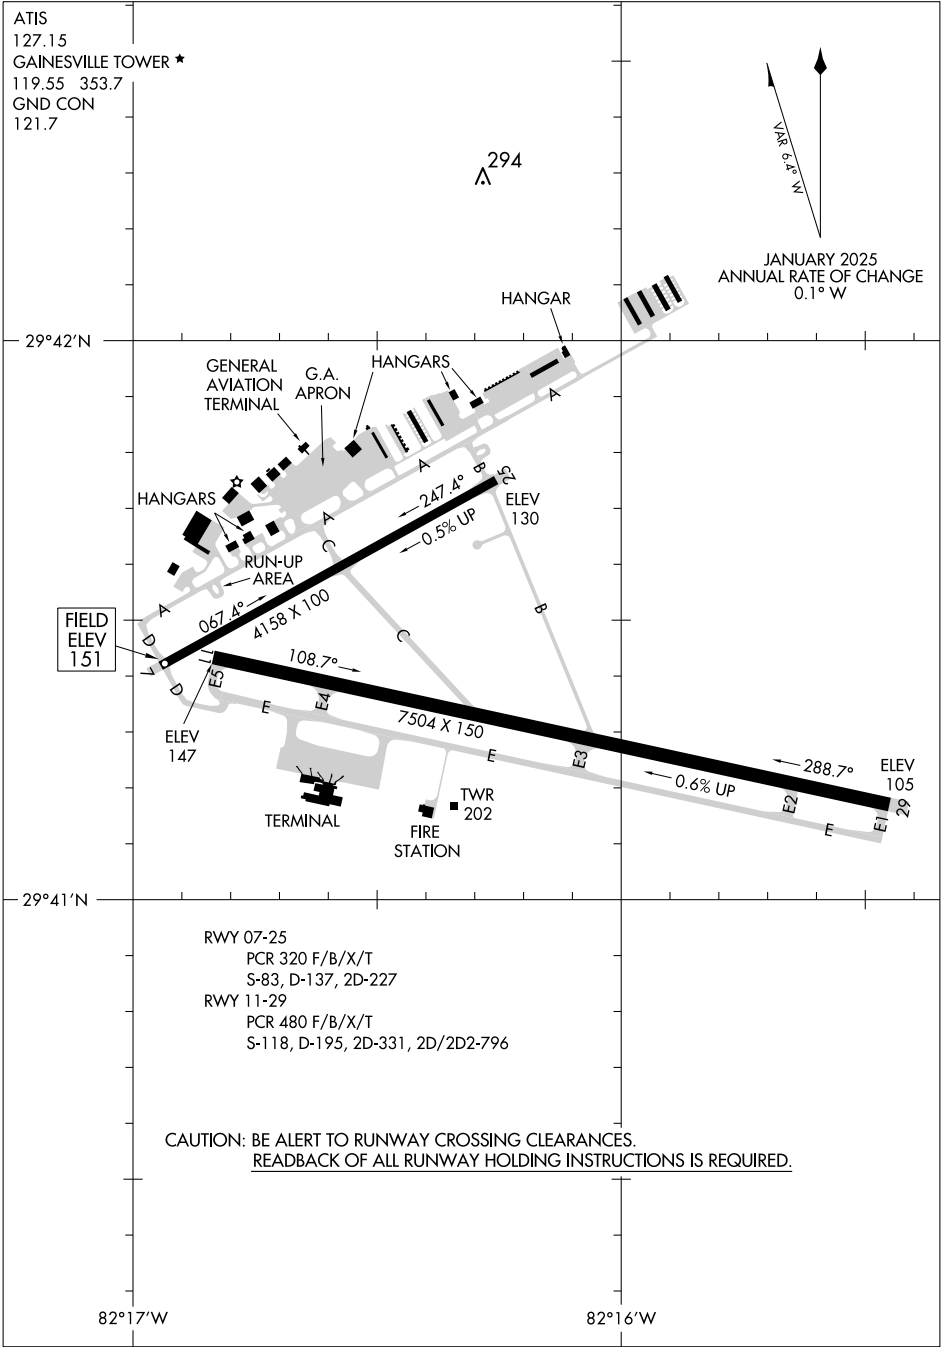 ATIS
127.15
GAINESVILLE TOWER ★
119.55 353.7
GND CON
121.7
294
VAR 6.4° W
JANUARY 2025
ANNUAL RATE OF CHANGE
0.1° W
HANGAR
29°42'N
GENERAL
AVIATION
TERMINAL
G.A.
APRON
HANGARS
A
A
B
25
247.4°
ELEV
130
HANGARS
A
0.5% UP
C
RUN-UP
AREA
A
067.4°
4158 X 100
B
FIELD
ELEV
151
D
C
7
11
108.7°
D
E5
E4
E
7504 X 150
ELEV
147
E
E3
288.7°
ELEV
105
0.6% UP
E2
29
E1
E
TERMINAL
TWR
202
FIRE
STATION
29°41'N
RWY 07-25
PCR 320 F/B/X/T
S-83, D-137, 2D-227
RWY 11-29
PCR 480 F/B/X/T
S-118, D-195, 2D-331, 2D/2D2-796
CAUTION: BE ALERT TO RUNWAY CROSSING CLEARANCES.
READBACK OF ALL RUNWAY HOLDING INSTRUCTIONS IS REQUIRED.
82°17'W
82°16'W